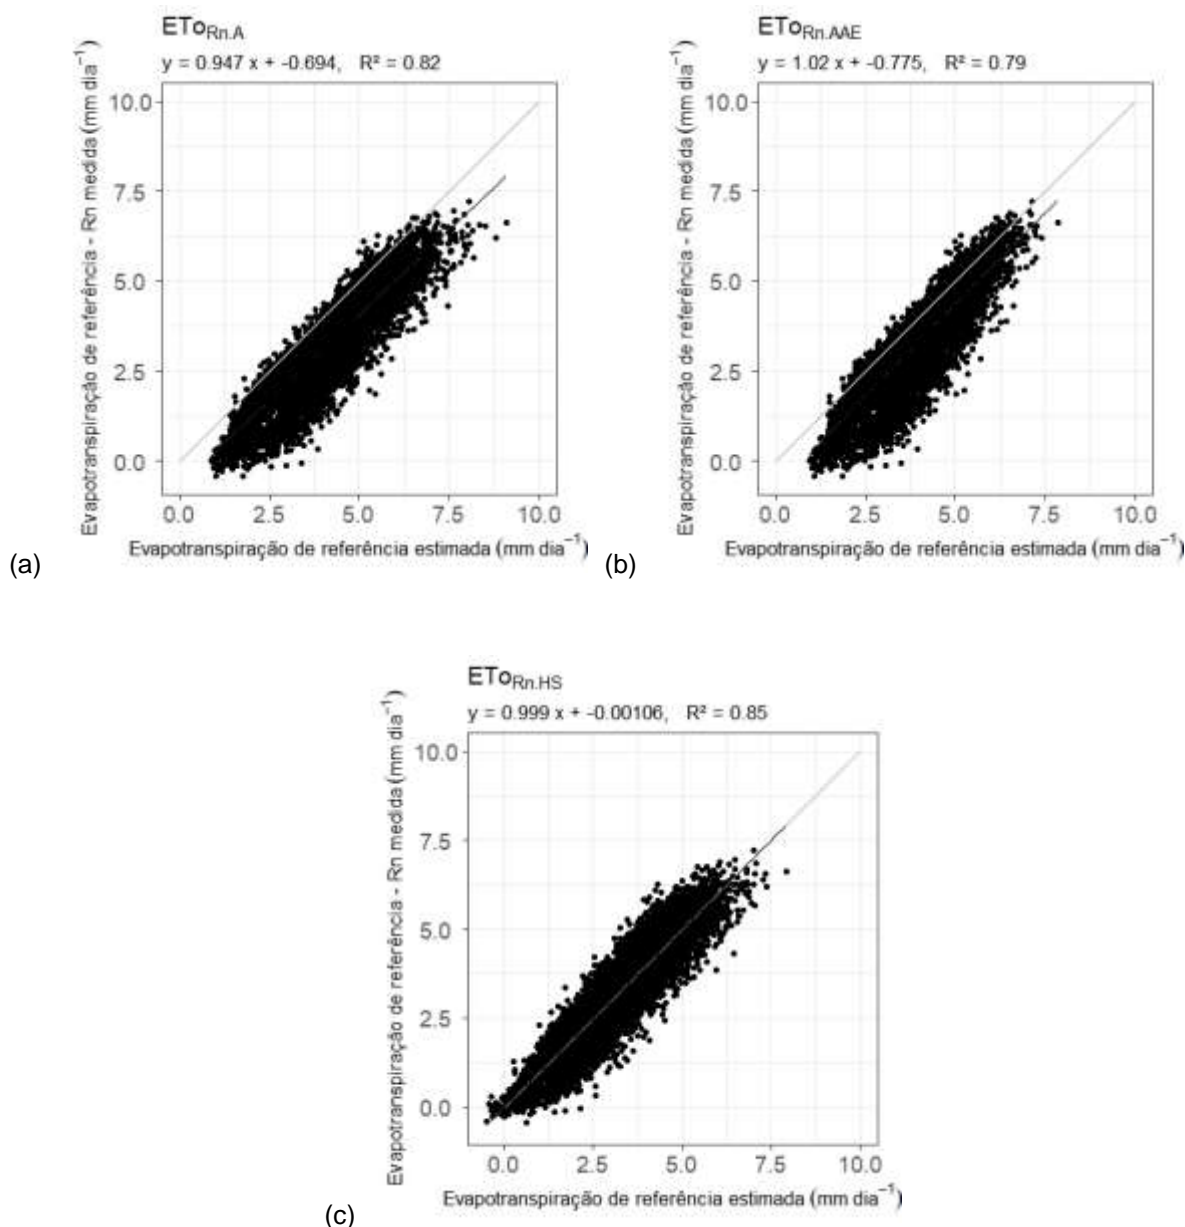 EToRn.A
y = 0.947 x + -0.694, R² = 0.82
Evapotranspiração de referência - Rn medida (mm dia⁻¹)
10.0
7.5
5.0
2.5
0.0
0.0 2.5 5.0 7.5 10.0
Evapotranspiração de referência estimada (mm dia⁻¹)
(a)
EToRn.AAE
y = 1.02 x + -0.775, R² = 0.79
Evapotranspiração de referência - Rn medida (mm dia⁻¹)
10.0
7.5
5.0
2.5
0.0
0.0 2.5 5.0 7.5 10.0
Evapotranspiração de referência estimada (mm dia⁻¹)
(b)
EToRn.HS
y = 0.999 x + -0.00106, R² = 0.85
Evapotranspiração de referência - Rn medida (mm dia⁻¹)
10.0
7.5
5.0
2.5
0.0
0.0 2.5 5.0 7.5 10.0
Evapotranspiração de referência estimada (mm dia⁻¹)
(c)